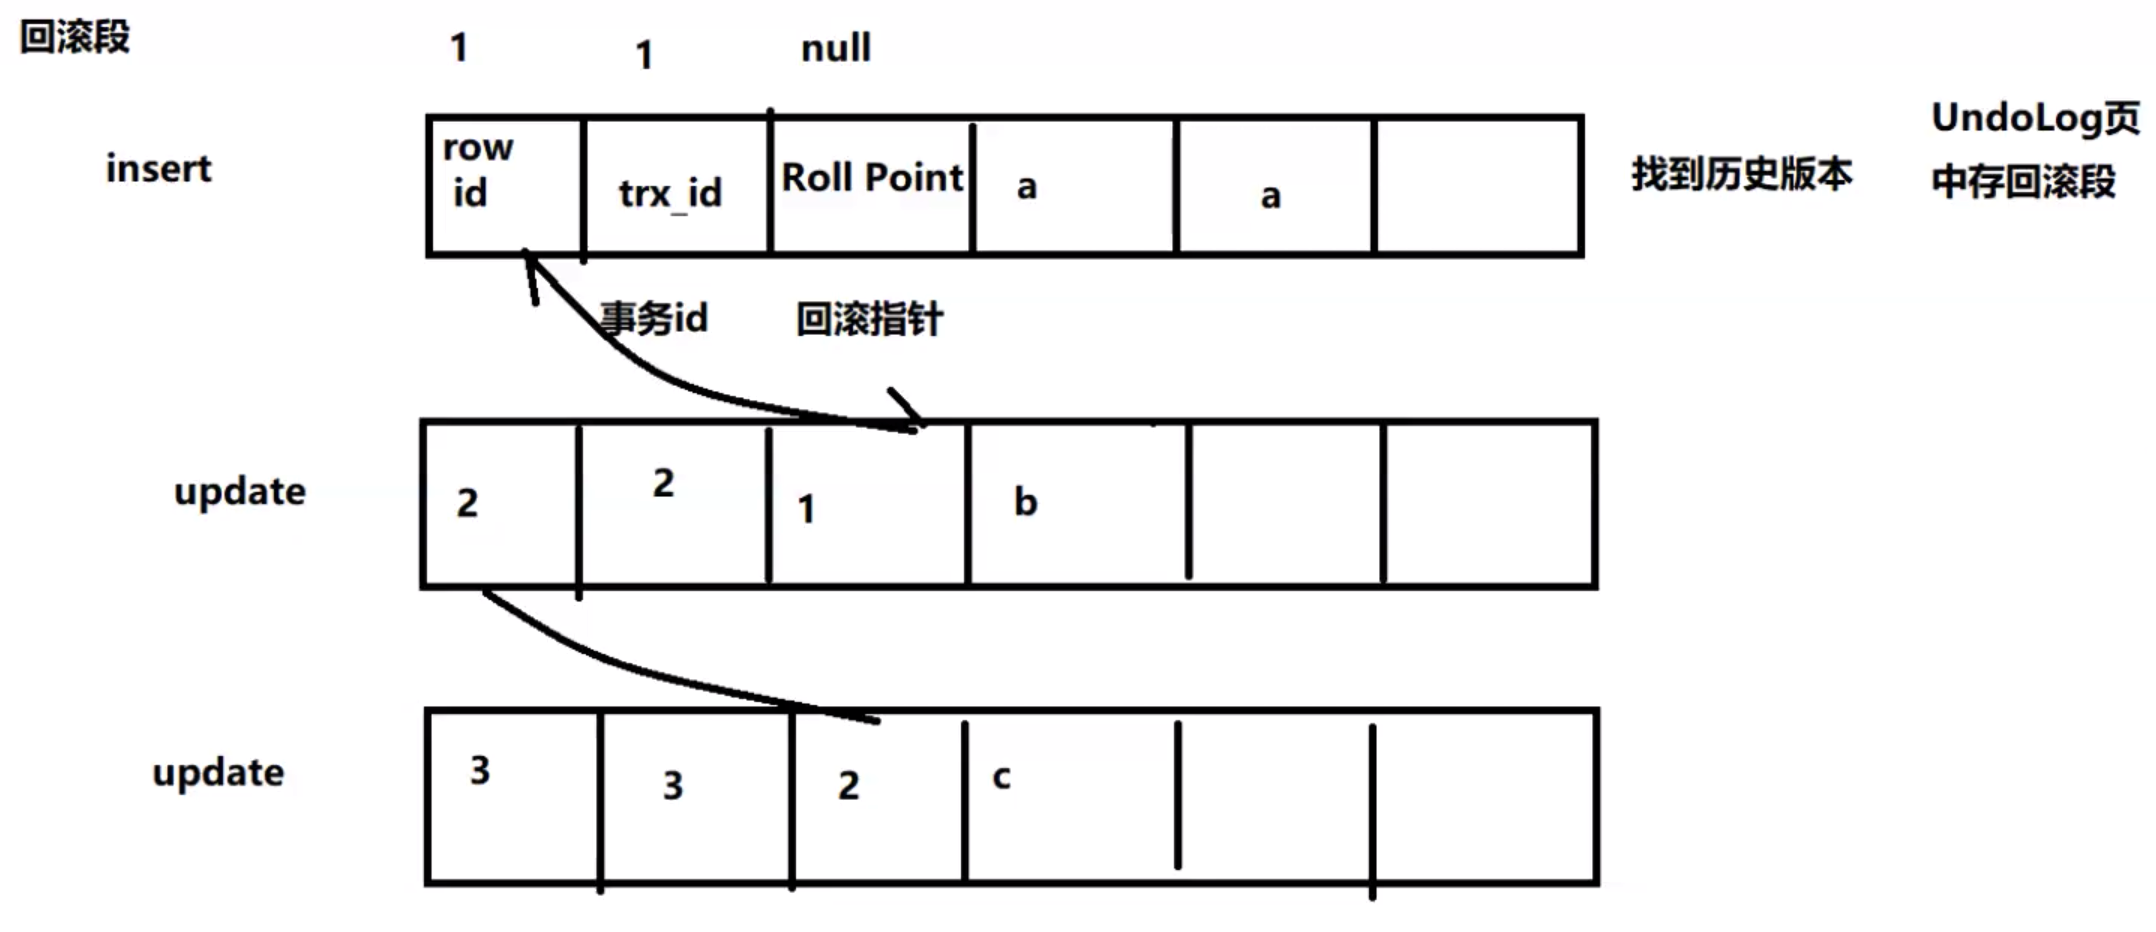 回滚段
1
1
null
insert
row
id
trx_id
Roll Point
a
a
找到历史版本
UndoLog页
中存回滚段
事务id
回滚指针
update
2
2
1
b
update
3
3
2
c